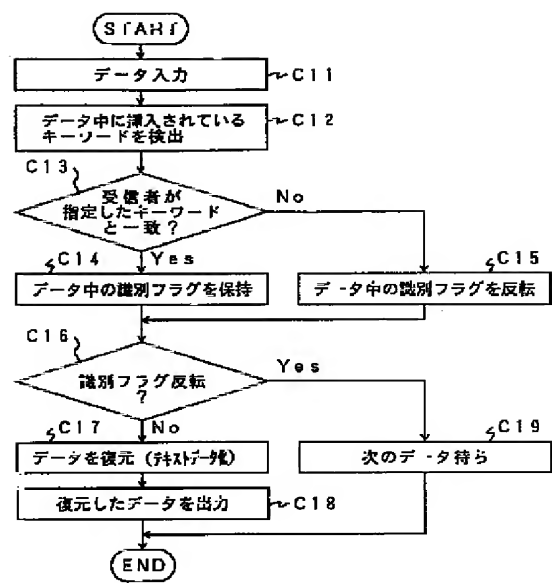 START
データ入力
C11
データ中に挿入されている
キーワードを検出
C12
C13
受信者が
指定したキーワード
と一致?
No
C14
Yes
C15
データ中の識別フラグを保持
データ中の識別フラグを反転
C16
識別フラグ反転
?
Yes
C17
No
C19
データを復元(テキストデータ化)
次のデータ待ち
復元したデータを出力
C18
END